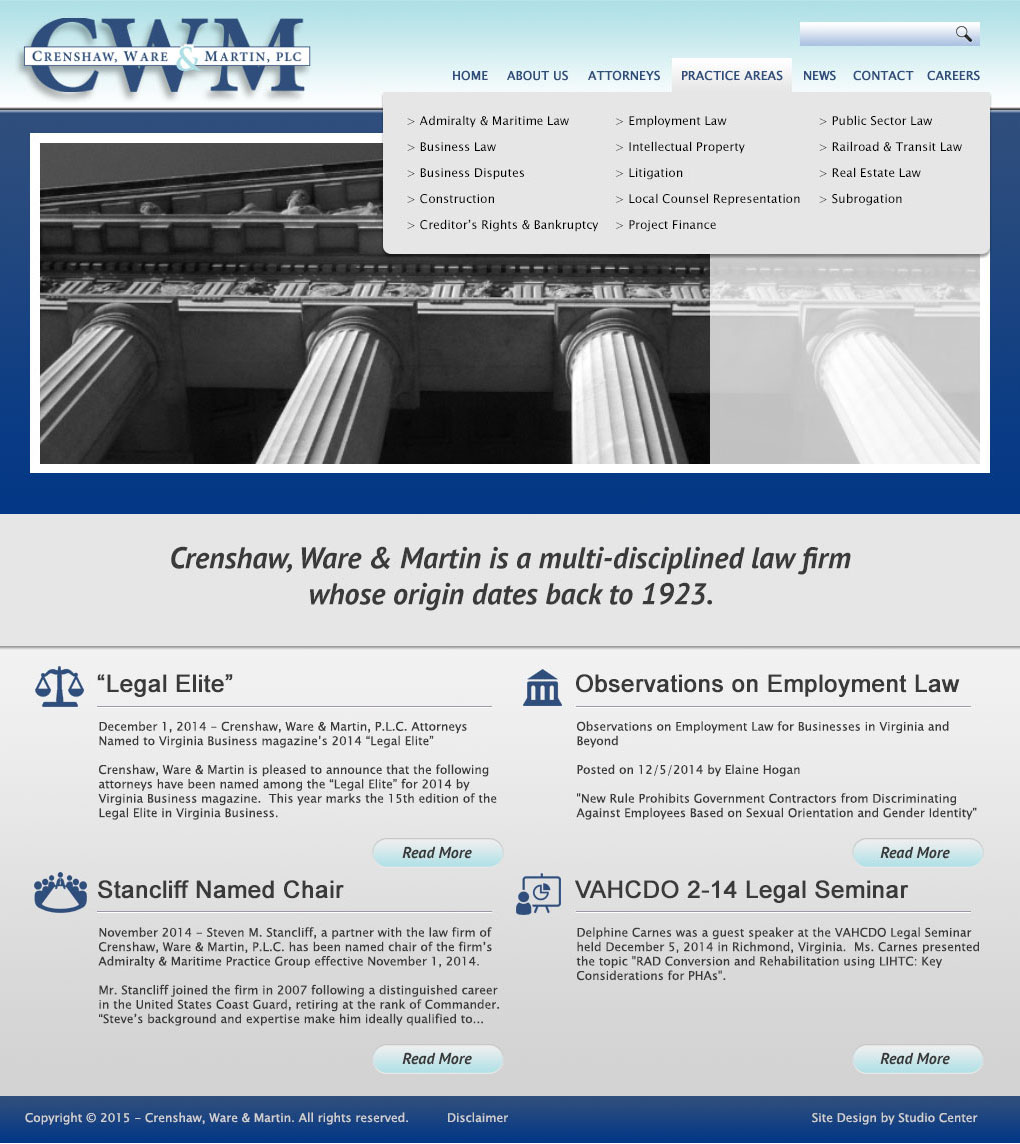 CWM
CRENSHAW, WARE & MARTIN, PLC
HOME ABOUT US ATTORNEYS PRACTICE AREAS NEWS CONTACT CAREERS
> Admiralty & Maritime Law
> Business Law
> Business Disputes
> Construction
> Creditor's Rights & Bankruptcy
> Employment Law
> Intellectual Property
> Litigation
> Local Counsel Representation
> Project Finance
> Public Sector Law
> Railroad & Transit Law
> Real Estate Law
> Subrogation
Crenshaw, Ware & Martin is a multi-disciplined law firm
whose origin dates back to 1923.
“Legal Elite”
December 1, 2014 – Crenshaw, Ware & Martin, P.L.C. Attorneys
Named to Virginia Business magazine’s 2014 “Legal Elite”
Crenshaw, Ware & Martin is pleased to announce that the following
attorneys have been named among the “Legal Elite” for 2014 by
Virginia Business magazine.  This year marks the 15th edition of the
Legal Elite in Virginia Business.
Read More
Observations on Employment Law
Observations on Employment Law for Businesses in Virginia and
Beyond
Posted on 12/5/2014 by Elaine Hogan
"New Rule Prohibits Government Contractors from Discriminating
Against Employees Based on Sexual Orientation and Gender Identity”
Read More
Stancliff Named Chair
November 2014 – Steven M. Stancliff, a partner with the law firm of
Crenshaw, Ware & Martin, P.L.C. has been named chair of the firm’s
Admiralty & Maritime Practice Group effective November 1, 2014.
Mr. Stancliff joined the firm in 2007 following a distinguished career
in the United States Coast Guard, retiring at the rank of Commander.
“Steve’s background and expertise make him ideally qualified to...
Read More
VAHCDO 2-14 Legal Seminar
Delphine Carnes was a guest speaker at the VAHCDO Legal Seminar
held December 5, 2014 in Richmond, Virginia.  Ms. Carnes presented
the topic "RAD Conversion and Rehabilitation using LIHTC: Key
Considerations for PHAs".
Read More
Copyright © 2015 – Crenshaw, Ware & Martin. All rights reserved. Disclaimer Site Design by Studio Center